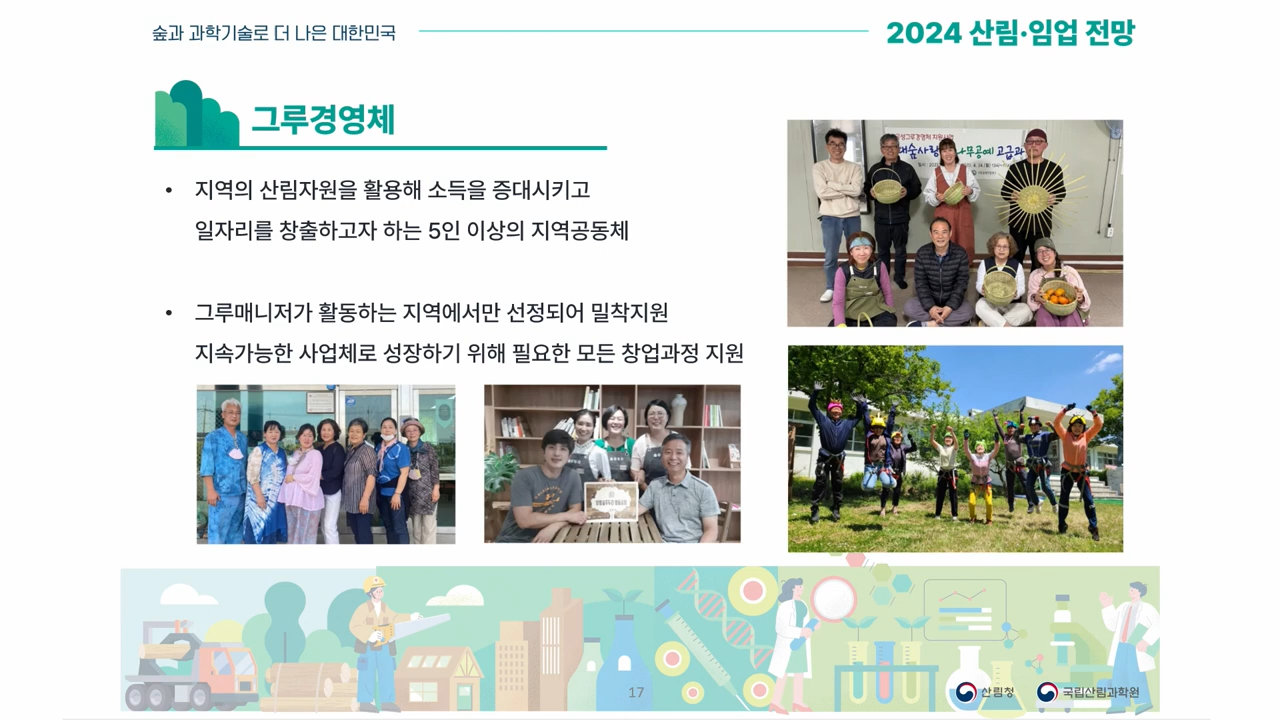 숲과 과학기술로 더 나은 대한민국
2024 산림·임업 전망
그루경영체
• 지역의 산림자원을 활용해 소득을 증대시키고
일자리를 창출하고자 하는 5인 이상의 지역공동체
• 그루매니저가 활동하는 지역에서만 선정되어 밀착지원
지속가능한 사업체로 성장하기 위해 필요한 모든 창업과정 지원
17
산림청
국립산림과학원